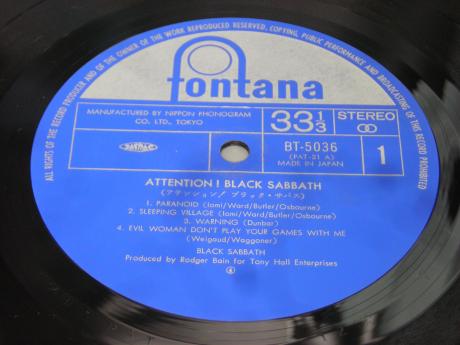 ALL RIGHTS OF THE RECORD PRODUCER AND OF THE OWNER OF THE WORK REPRODUCED RESERVED. COPYING, PUBLIC PERFORMANCE AND BROADCASTING OF THIS RECORD PROHIBITED
fontana
MANUFACTURED BY NIPPON PHONOGRAM
CO. LTD., TOKYO
33 1/3
STEREO
BT-5036
(PAT-21 A)
MADE IN JAPAN
1
ATTENTION! BLACK SABBATH
(アテンション! ブラック・サバス)
1. PARANOID (Iomi/Ward/Butler/Osbourne)
2. SLEEPING VILLAGE (Iomi/Ward/Butler/Osbourne)
3. WARNING (Dunbar)
4. EVIL WOMAN DON'T PLAY YOUR GAMES WITH ME
(Weigaud/Waggoner)
BLACK SABBATH
Produced by Rodger Bain for Tony Hall Enterprises